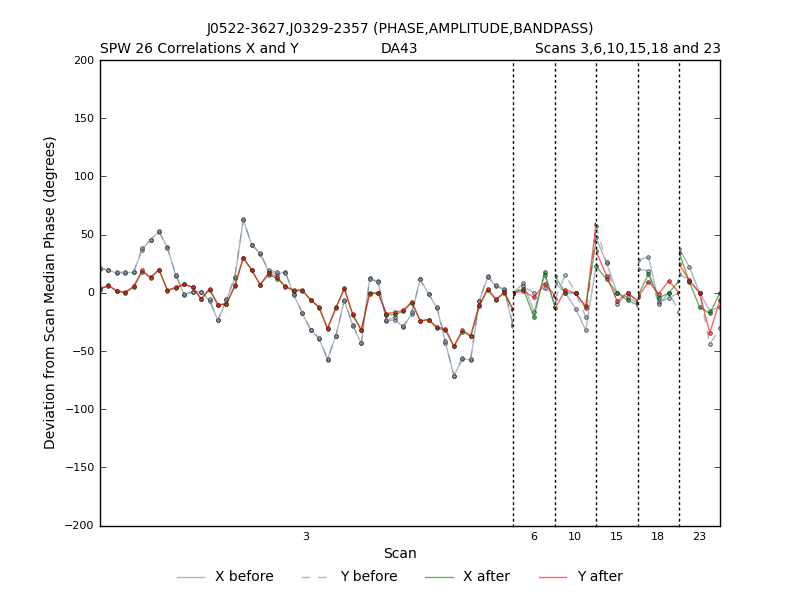 J0522-3627,J0329-2357 (PHASE,AMPLITUDE,BANDPASS)
SPW 26 Correlations X and Y DA43 Scans 3,6,10,15,18 and 23
200
150
100
50
0
−50
−100
−150
−200
Deviation from Scan Median Phase (degrees)
3 6 10 15 18 23
Scan
X before Y before X after Y after